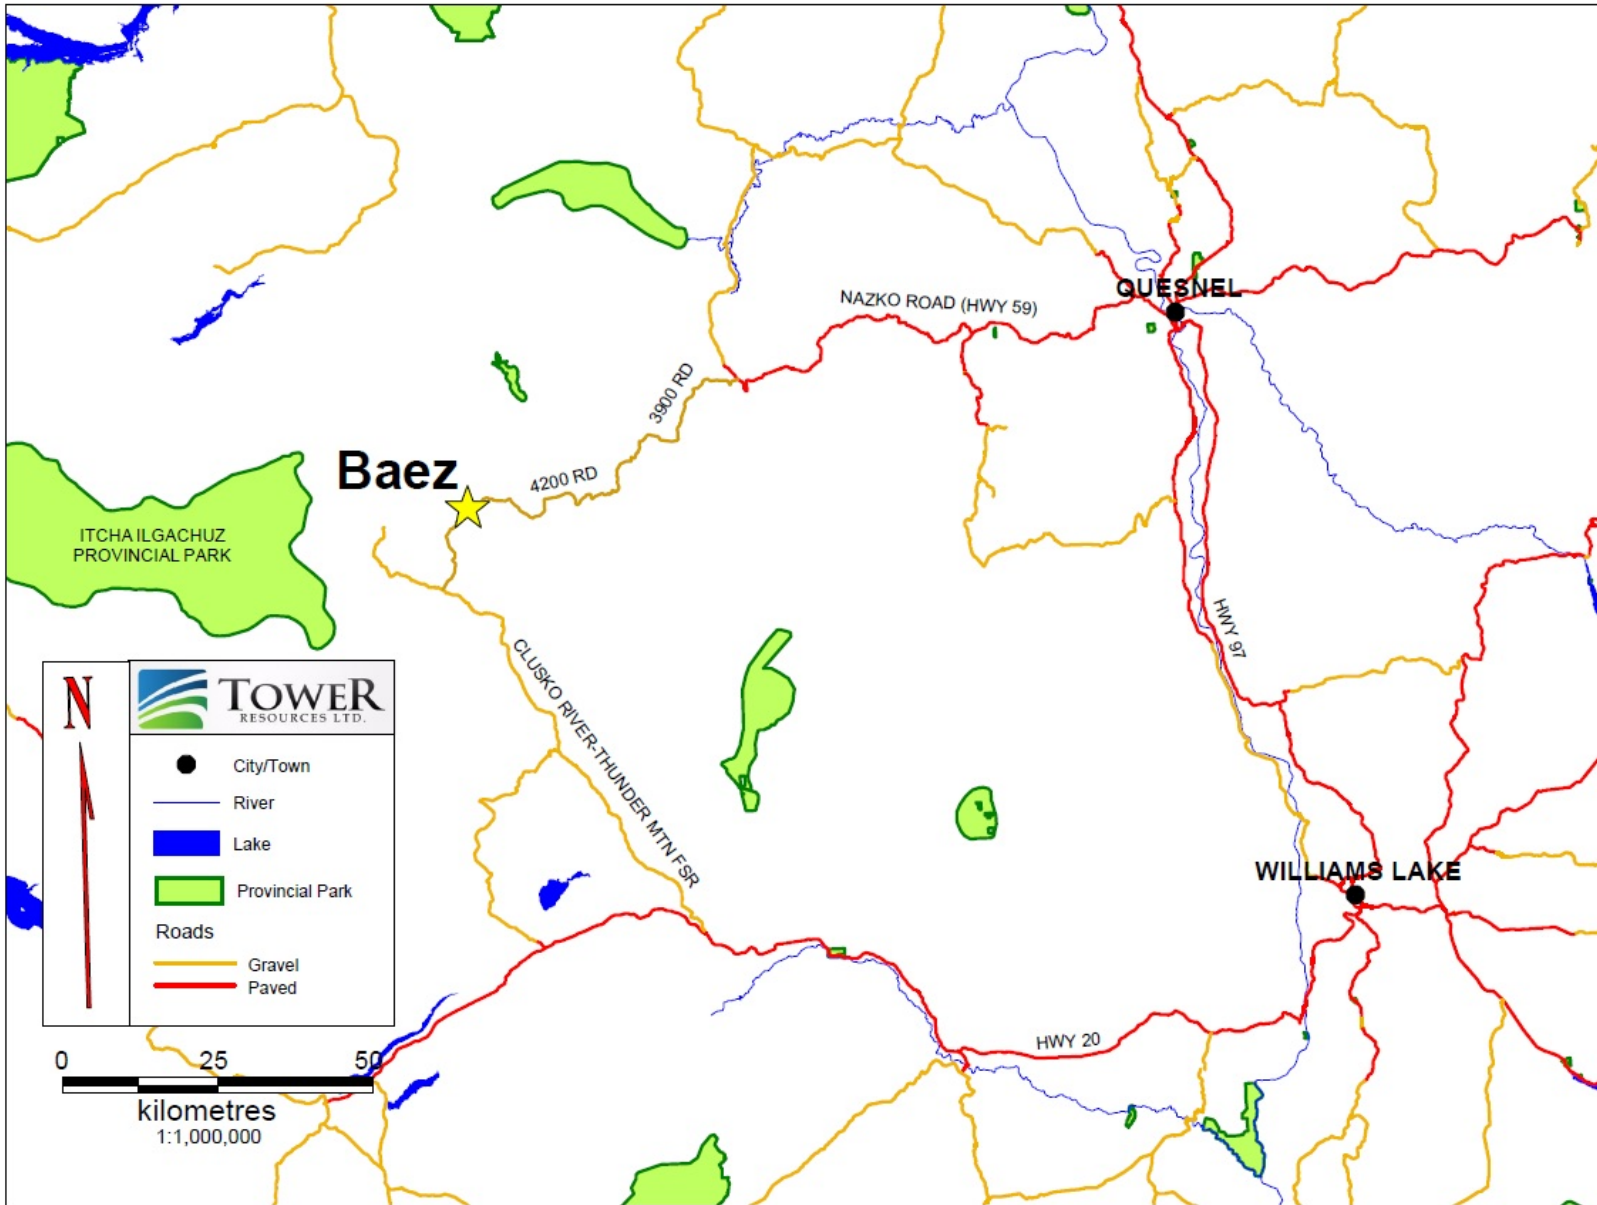 QUESNEL
NAZKO ROAD (HWY 59)
3900 RD
Baez
4200 RD
ITCHA ILGACHUZ
PROVINCIAL PARK
HWY 97
CLUSKO RIVER-THUNDER MTN FSR
N
TOWER
RESOURCES LTD.
City/Town
River
Lake
Provincial Park
Roads
Gravel
Paved
WILLIAMS LAKE
HWY 20
0 25 50
kilometres
1:1,000,000